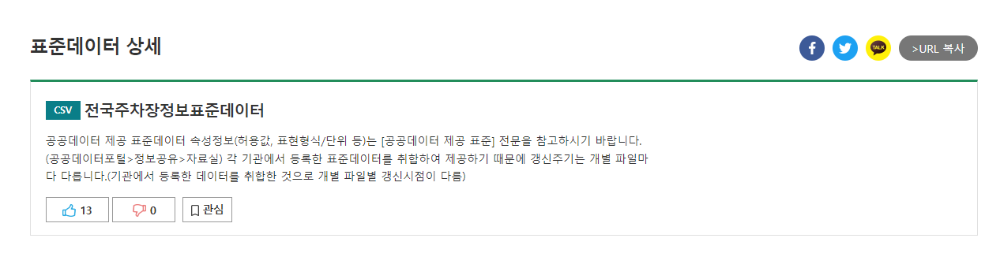 표준데이터 상세
TALK
>URL 복사
CSV 전국주차장정보표준데이터
공공데이터 제공 표준데이터 속성정보(허용값, 표현형식/단위 등)는 [공공데이터 제공 표준] 전문을 참고하시기 바랍니다.
(공공데이터포털>정보공유>자료실) 각 기관에서 등록한 표준데이터를 취합하여 제공하기 때문에 갱신주기는 개별 파일마
다 다릅니다.(기관에서 등록한 데이터를 취합한 것으로 개별 파일별 갱신시점이 다름)
13 0 관심